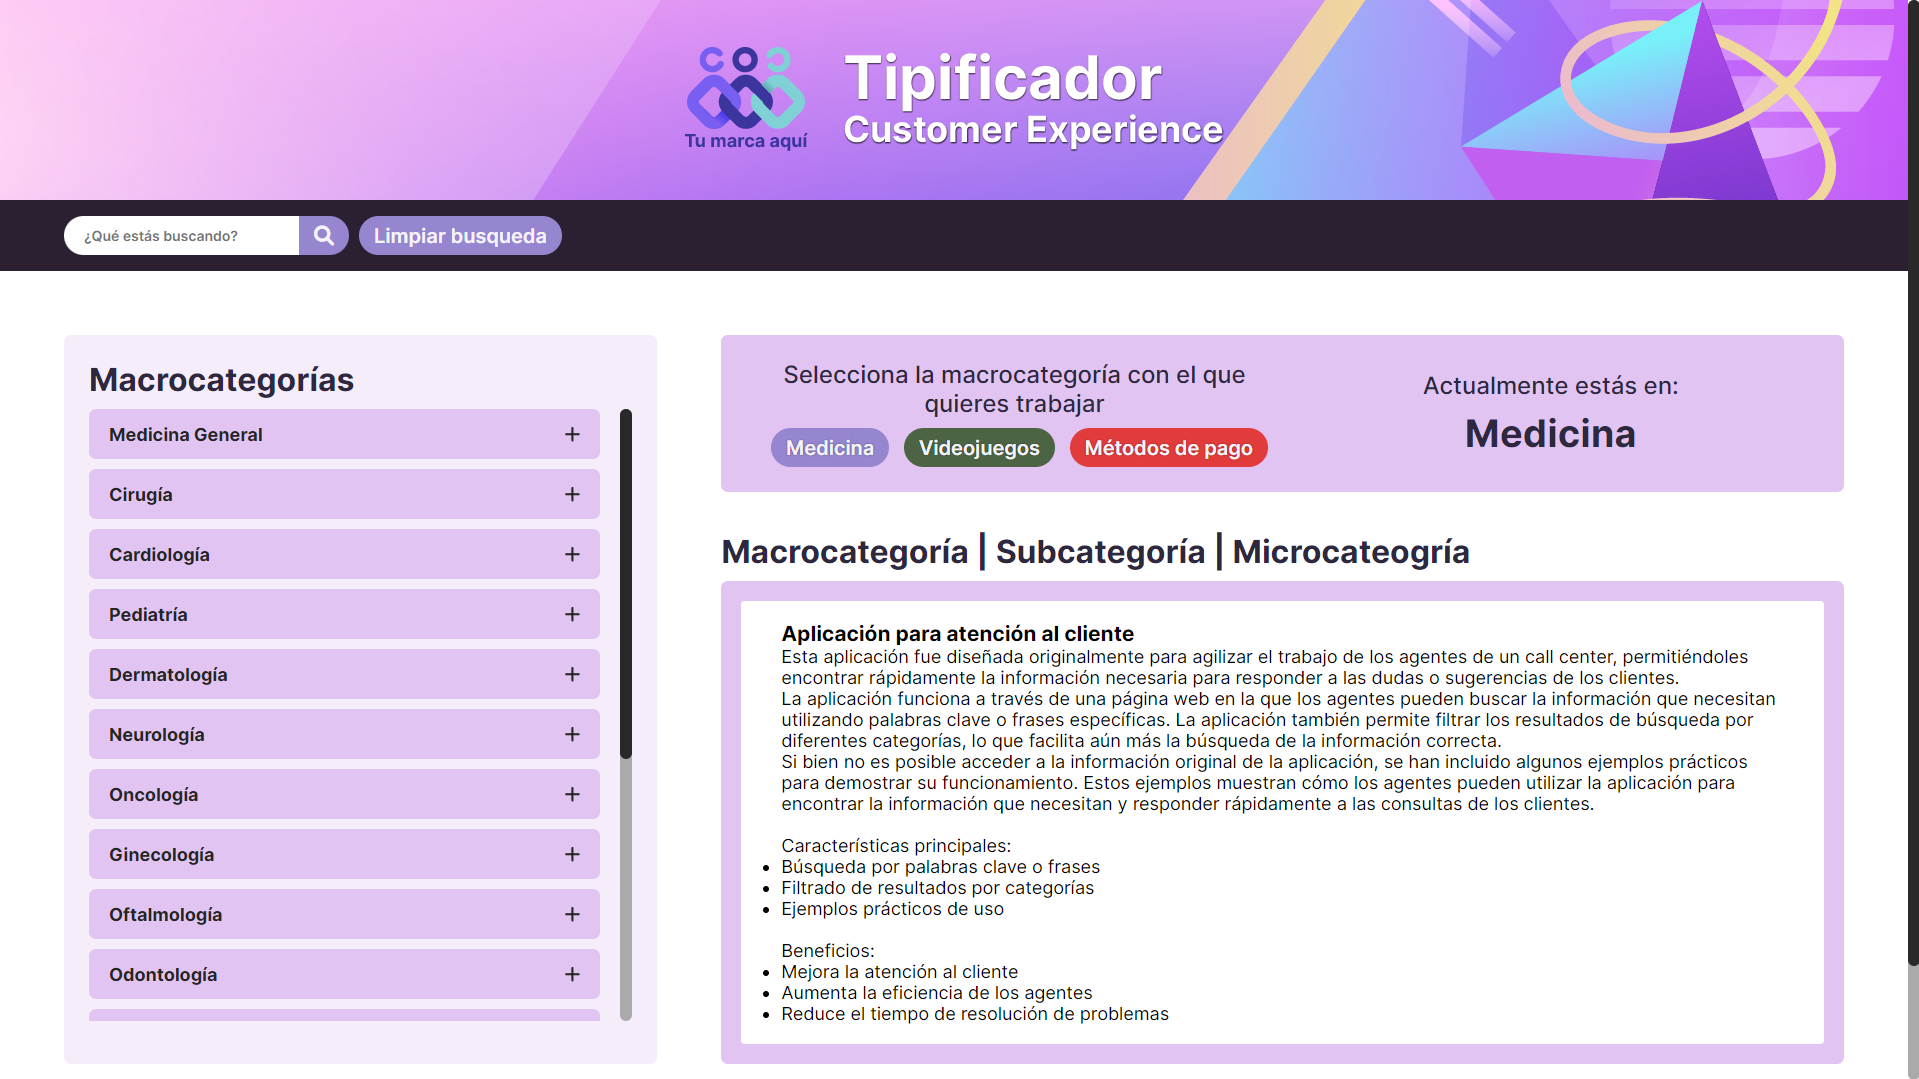 Tu marca aquí
Tipificador
Customer Experience
¿Qué estás buscando?
Limpiar busqueda
Macrocategorías
Medicina General
Cirugía
Cardiología
Pediatría
Dermatología
Neurología
Oncología
Ginecología
Oftalmología
Odontología
Selecciona la macrocategoría con el que
quieres trabajar
Medicina
Videojuegos
Métodos de pago
Actualmente estás en:
Medicina
Macrocategoría | Subcategoría | Microcateogría
Aplicación para atención al cliente
Esta aplicación fue diseñada originalmente para agilizar el trabajo de los agentes de un call center, permitiéndoles
encontrar rápidamente la información necesaria para responder a las dudas o sugerencias de los clientes.
La aplicación funciona a través de una página web en la que los agentes pueden buscar la información que necesitan
utilizando palabras clave o frases específicas. La aplicación también permite filtrar los resultados de búsqueda por
diferentes categorías, lo que facilita aún más la búsqueda de la información correcta.
Si bien no es posible acceder a la información original de la aplicación, se han incluido algunos ejemplos prácticos
para demostrar su funcionamiento. Estos ejemplos muestran cómo los agentes pueden utilizar la aplicación para
encontrar la información que necesitan y responder rápidamente a las consultas de los clientes.
Características principales:
• Búsqueda por palabras clave o frases
• Filtrado de resultados por categorías
• Ejemplos prácticos de uso
Beneficios:
• Mejora la atención al cliente
• Aumenta la eficiencia de los agentes
• Reduce el tiempo de resolución de problemas